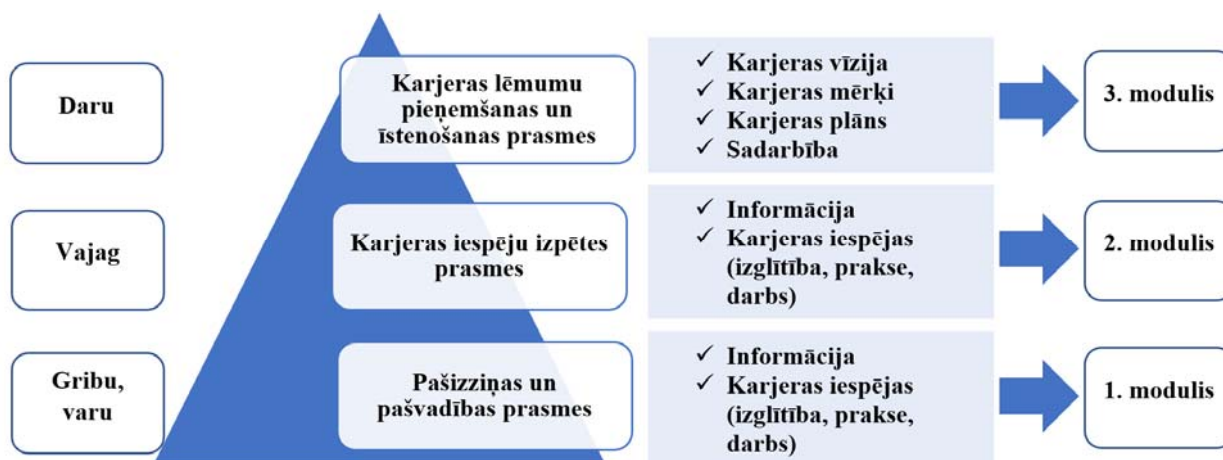 Daru
Karjeras lēmumu
pieņemšanas un
īstenošanas prasmes
✓ Karjeras vīzija
✓ Karjeras mērķi
✓ Karjeras plāns
✓ Sadarbība
3. modulis
Vajag
Karjeras iespēju izpētes
prasmes
✓ Informācija
✓ Karjeras iespējas
(izglītība, prakse,
darbs)
2. modulis
Gribu,
varu
Pašizziņas un
pašvadības prasmes
✓ Informācija
✓ Karjeras iespējas
(izglītība, prakse,
darbs)
1. modulis